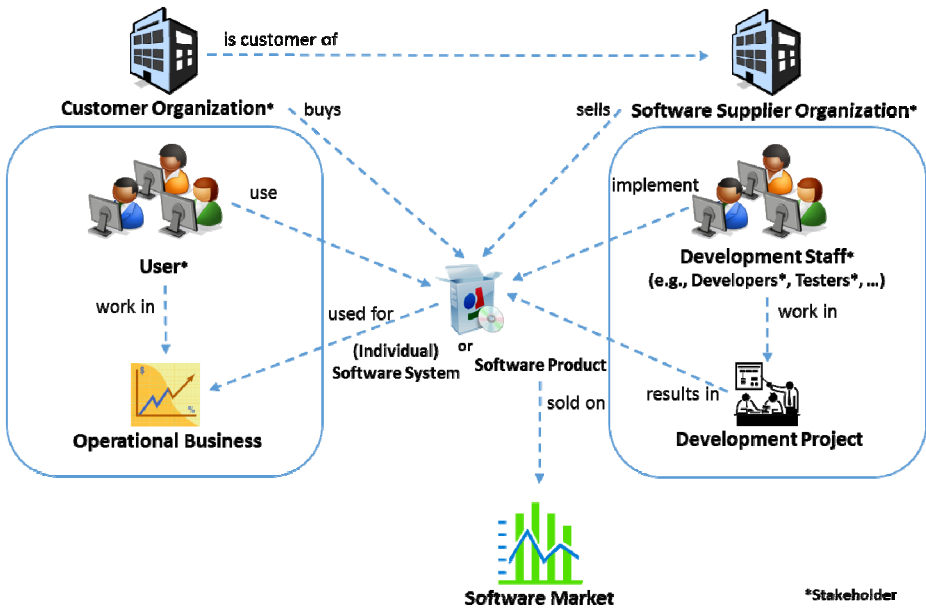 is customer of
Customer Organization*
buys
sells
Software Supplier Organization*
use
implement
User*
Development Staff*
(e.g., Developers*, Testers*, ...)
work in
used for
work in
(Individual)
Software System
or
Software Product
sold on
results in
$
%
Operational Business
Development Project
Software Market
*Stakeholder